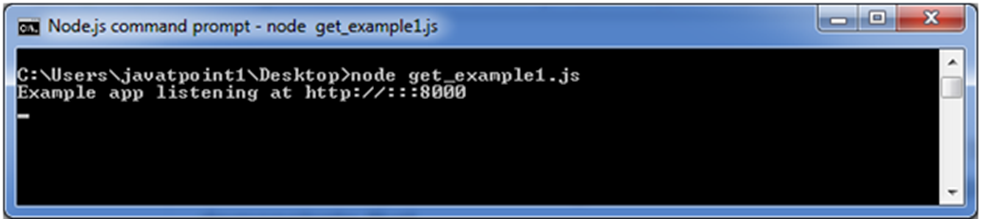 Node.js command prompt - node get_example1.js
C:\Users\javatpoint1\Desktop>node get_example1.js
Example app listening at http://:::8000